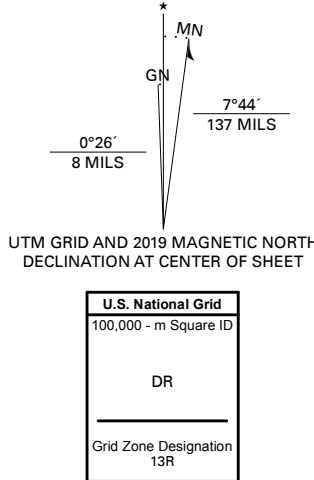 MN
GN
7°44´
137 MILS
0°26´
8 MILS
UTM GRID AND 2019 MAGNETIC NORTH
DECLINATION AT CENTER OF SHEET
U.S. National Grid
100,000 - m Square ID
DR
Grid Zone Designation
13R